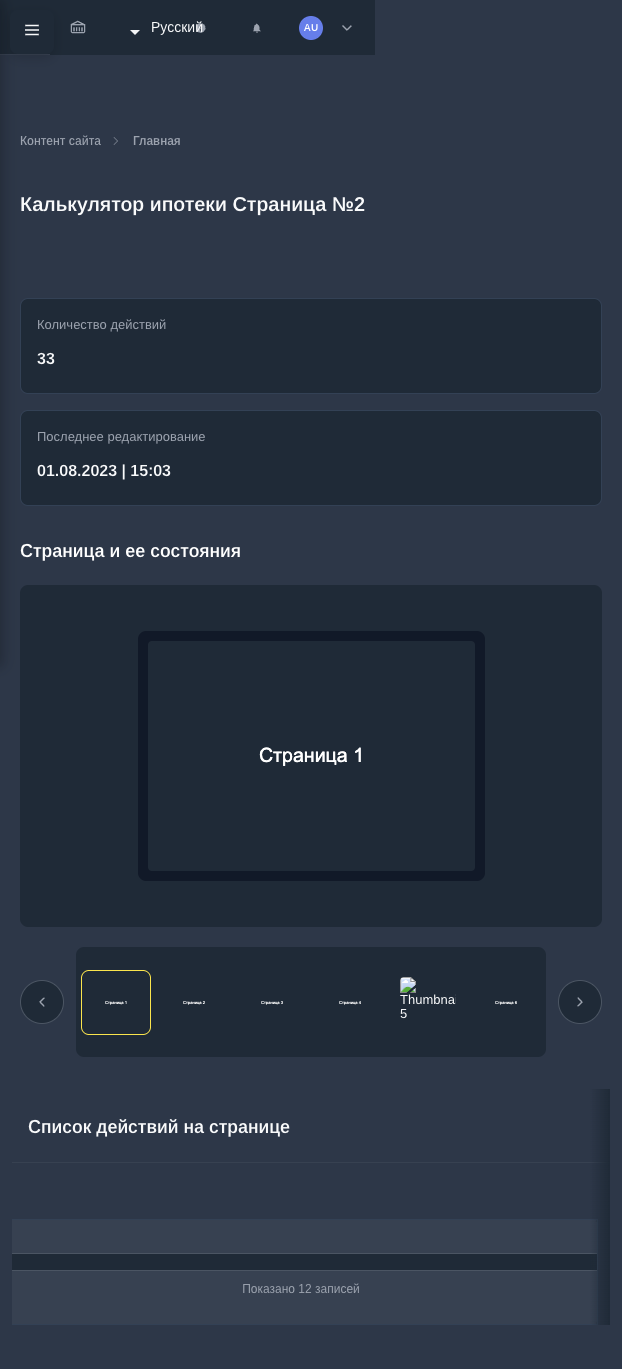 Русский
AU
Контент сайта
Главная
Калькулятор ипотеки Страница №2
Количество действий
33
Последнее редактирование
01.08.2023 | 15:03
Страница и ее состояния
Страница 1
Страница 1
Страница 2
Страница 3
Страница 4
Thumbnai
5
Страница 6
Список действий на странице
Показано 12 записей